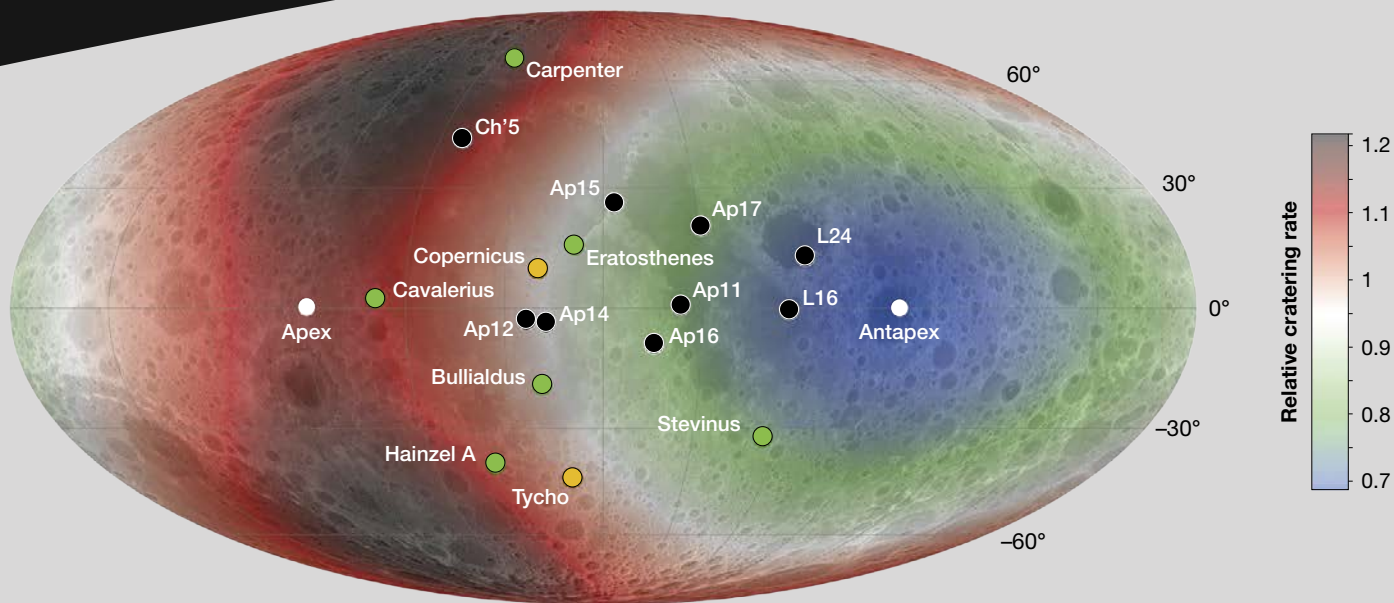 Carpenter
60°
Ch'5
1.2
Ap15
30°
Ap17
1.1
L24
Copernicus
Eratosthenes
1
Cavalerius
Ap11
L16
Apex
Ap12
Ap14
Antapex
0°
Ap16
0.9
Bullialdus
Stevinus
−30°
0.8
Hainzel A
Tycho
0.7
−60°
Relative cratering rate